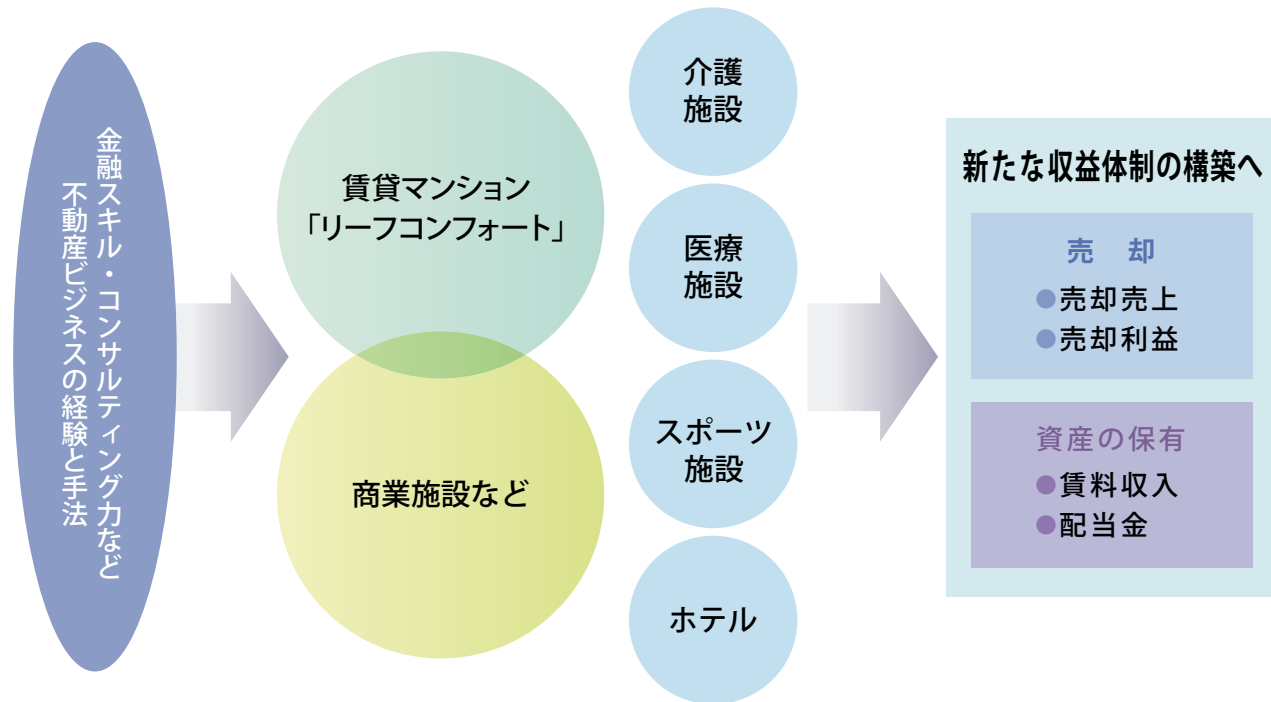 金融スキル・コンサルティング力など
不動産ビジネスの経験と手法
賃貸マンション
「リーフコンフォート」
商業施設など
介護
施設
医療
施設
スポーツ
施設
ホテル
新たな収益体制の構築へ
売　却
●売却売上
●売却利益
資産の保有
●賃料収入
●配当金